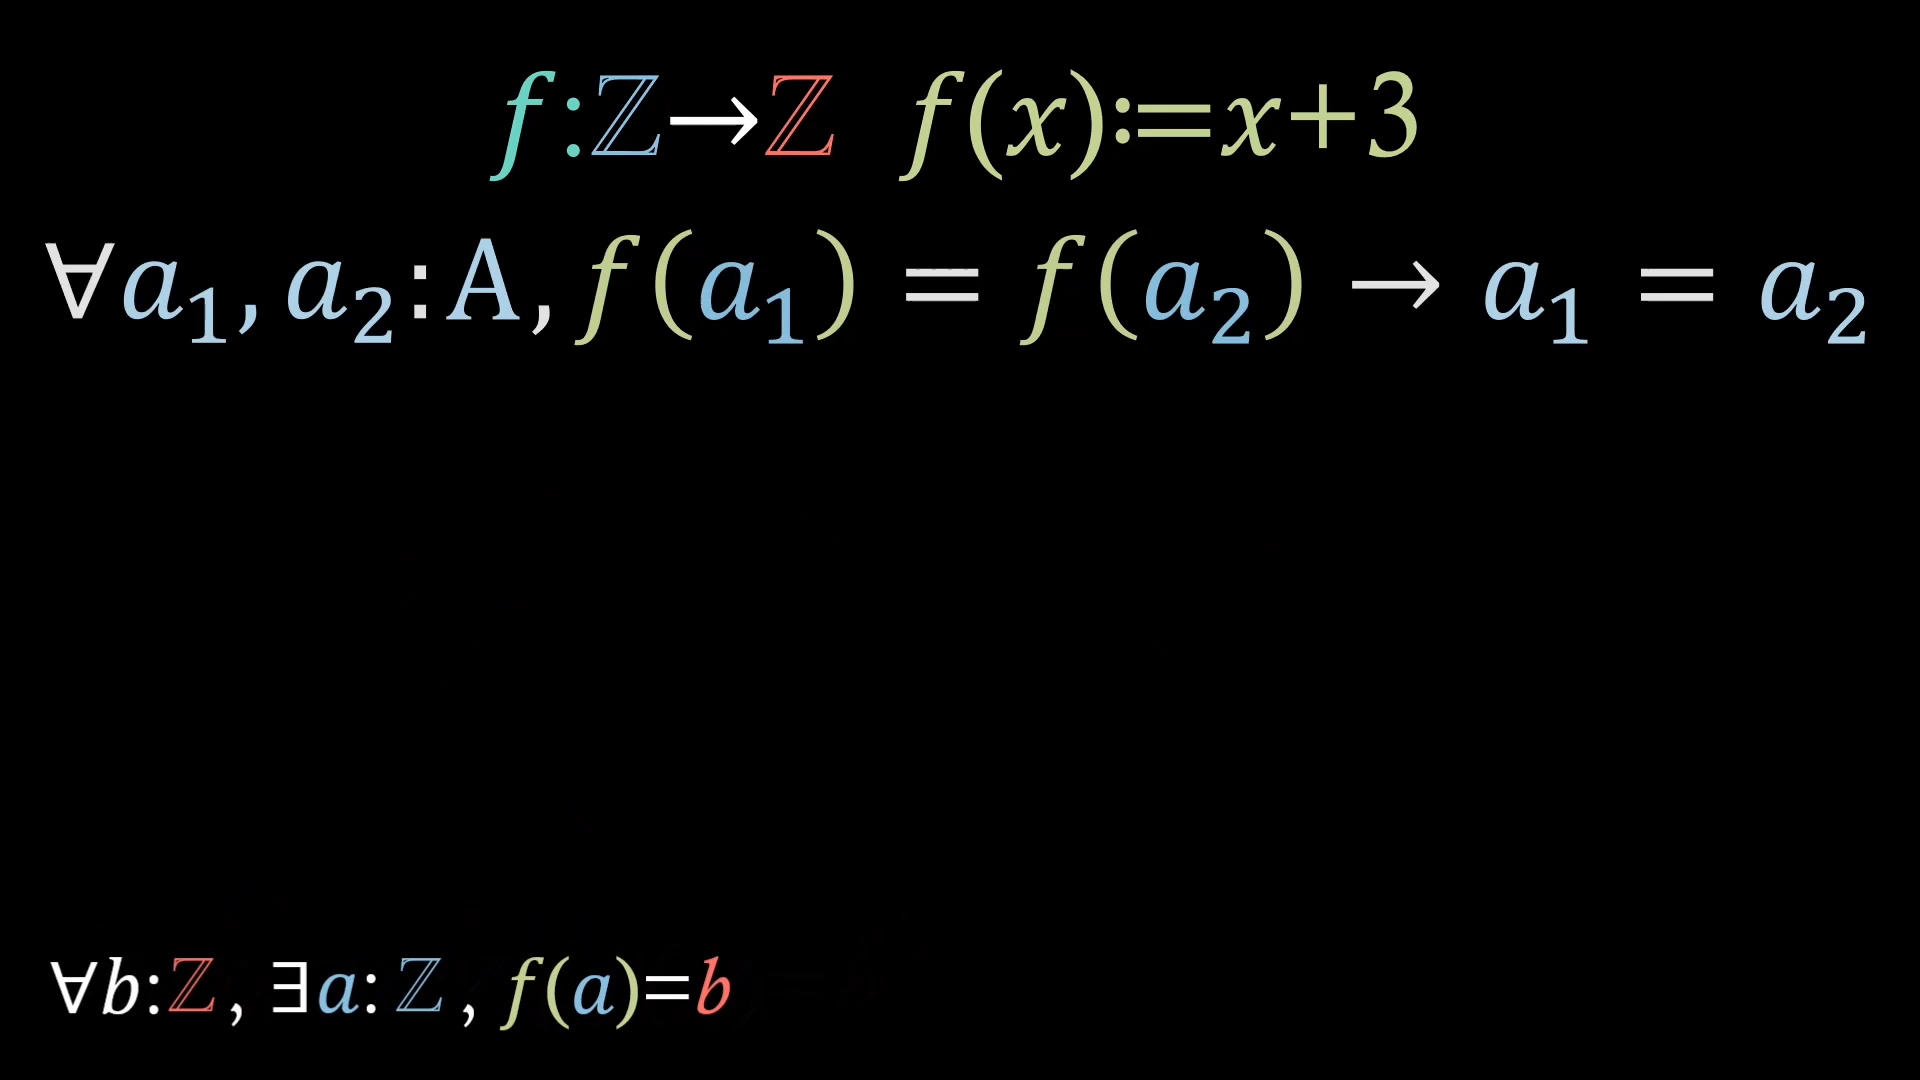 f:ℤ→ℤ f(x):=x+3
∀a₁,a₂:A,f(a₁) = f(a₂) → a₁ = a₂
∀b:ℤ, ∃a:ℤ, f(a)=b